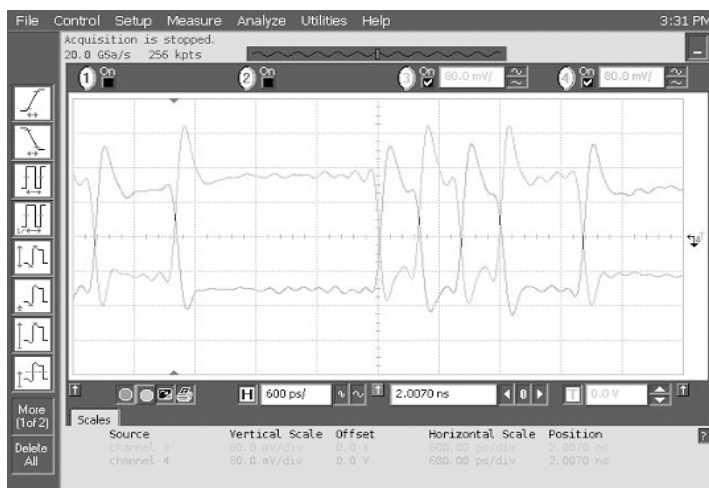 File Control Setup Measure Analyze Utilities Help 3:31 PM
Acquisition is stopped.
20.0 GSa/s 256 kpts
1 On 2 On 3 On 80.0 mV/ 4 On 80.0 mV/
H 600 ps/ 2.0070 ns 0 T 0.0 V
More
(1of 2)
Delete
All
Scales
?
Source Vertical Scale Offset Horizontal Scale Position
channel 3 80.0 mV/div 0.0 V 600.00 ps/div 2.0070 ns
channel 4 80.0 mV/div 0.0 V 600.00 ps/div 2.0070 ns